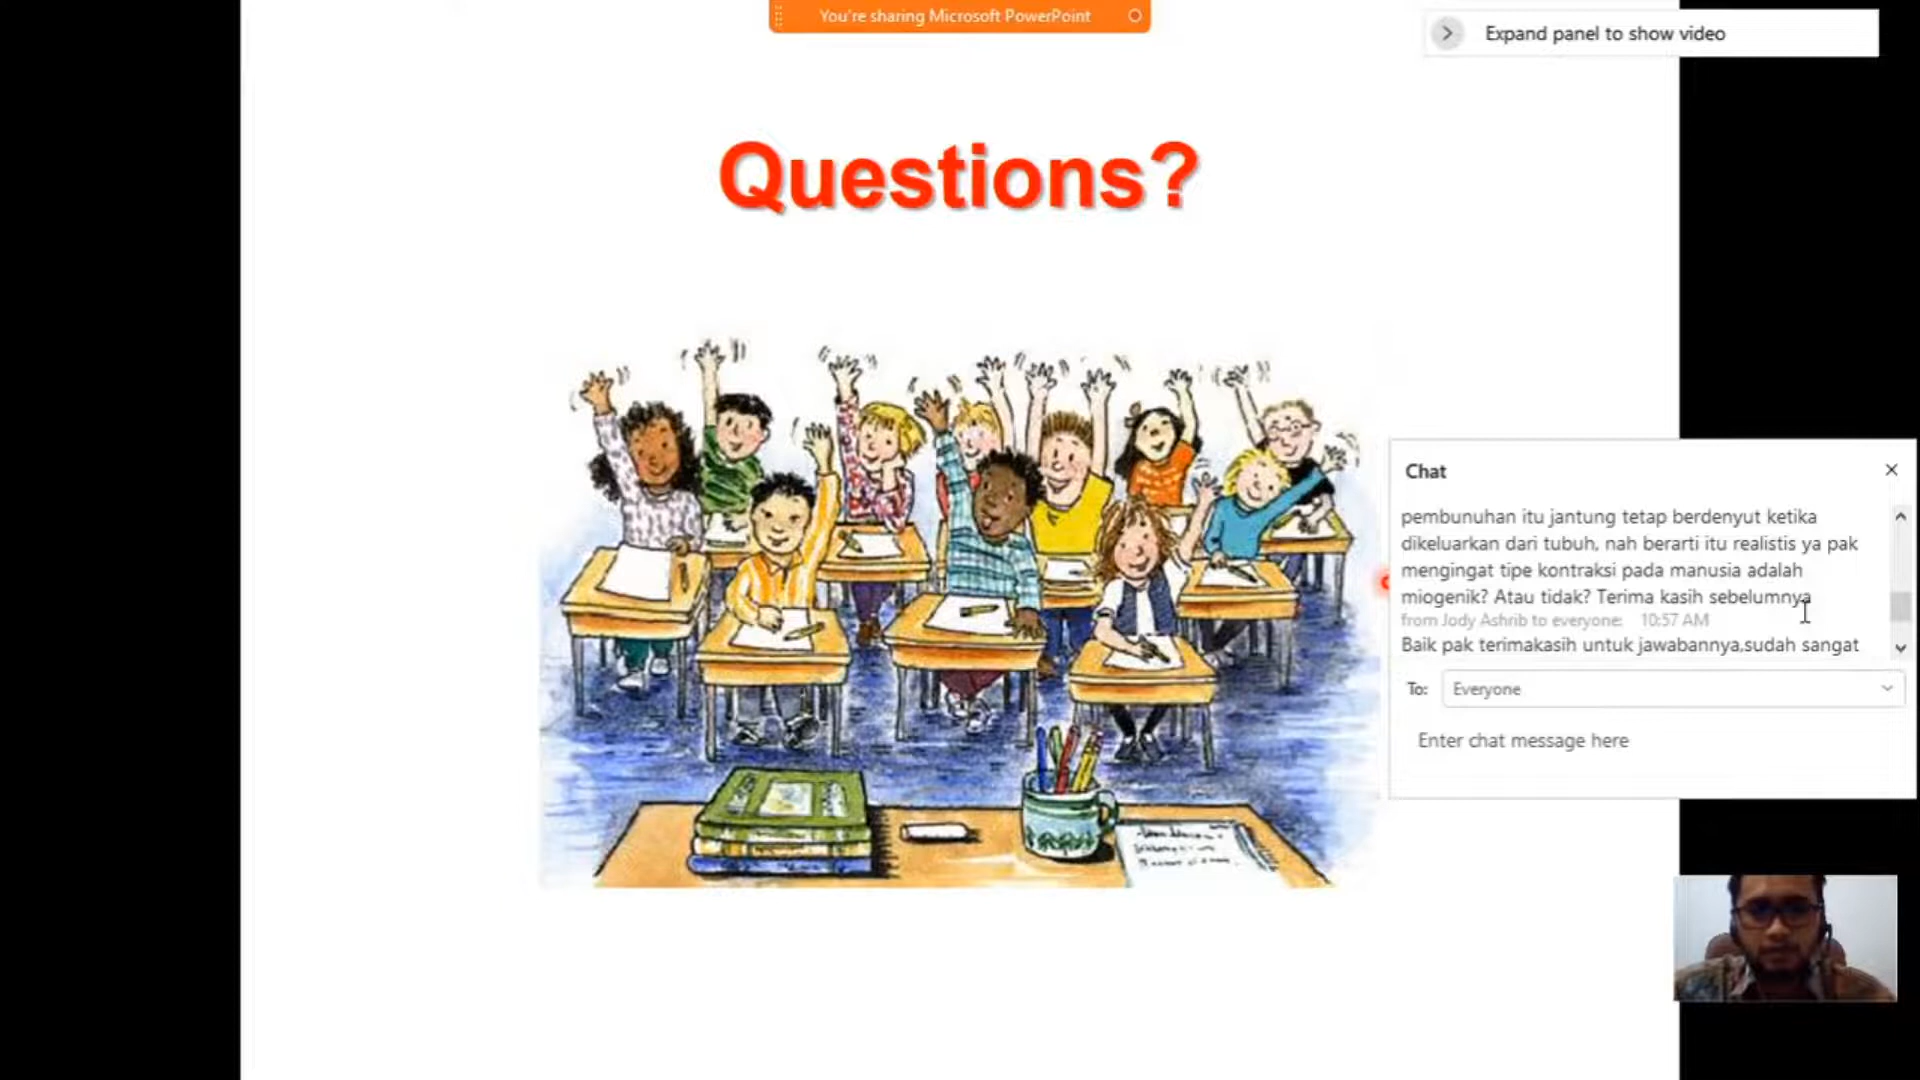 You're sharing Microsoft PowerPoint
Expand panel to show video
Questions?
Chat
pembunuhan itu jantung tetap berdenyut ketika
dikeluarkan dari tubuh, nah berarti itu realistis ya pak
mengingat tipe kontraksi pada manusia adalah
miogenik? Atau tidak? Terima kasih sebelumnya
from Jody Ashrib to everyone: 10:57 AM
Baik pak terimakasih untuk jawabannya,sudah sangat
To: Everyone
Enter chat message here